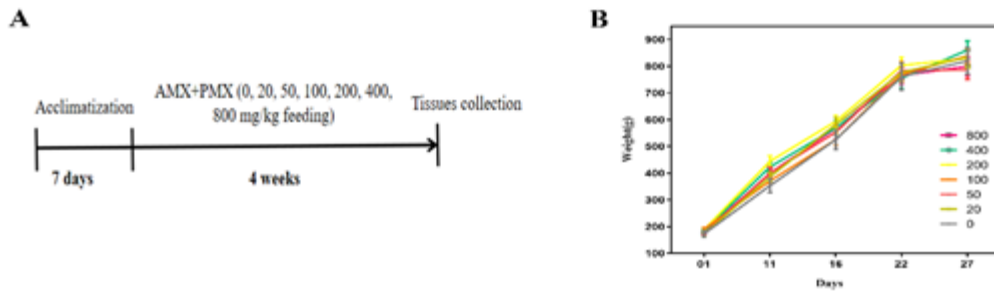 A
Acclimatization
AMX+PMX (0, 20, 50, 100, 200, 400,
800 mg/kg feeding)
Tissues collection
7 days
4 weeks
B
Weight(g)
900
800
700
600
500
400
300
200
100
01
11
16
22
27
Days
800
400
200
100
50
20
0